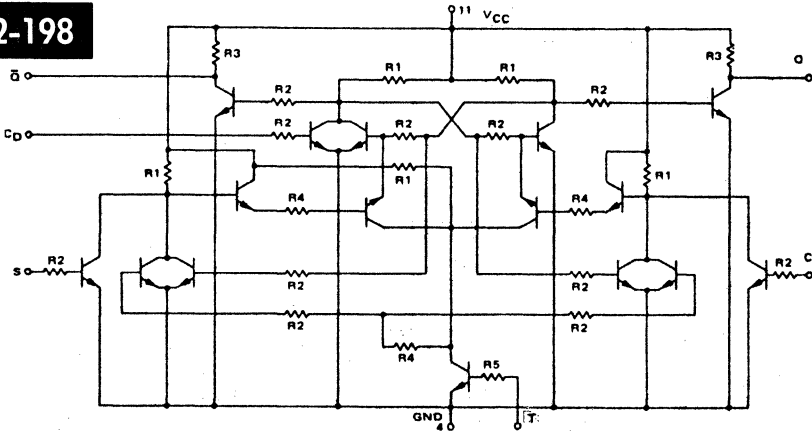 2-198
11 VCC
R3 R1 R1 R3
ā a
R2 R2
CD R2 R2 R2
R1 R1 R1
R4 R4
S R2 R2 R2 R2 C
R2 R2
R4 R5
GND T
4